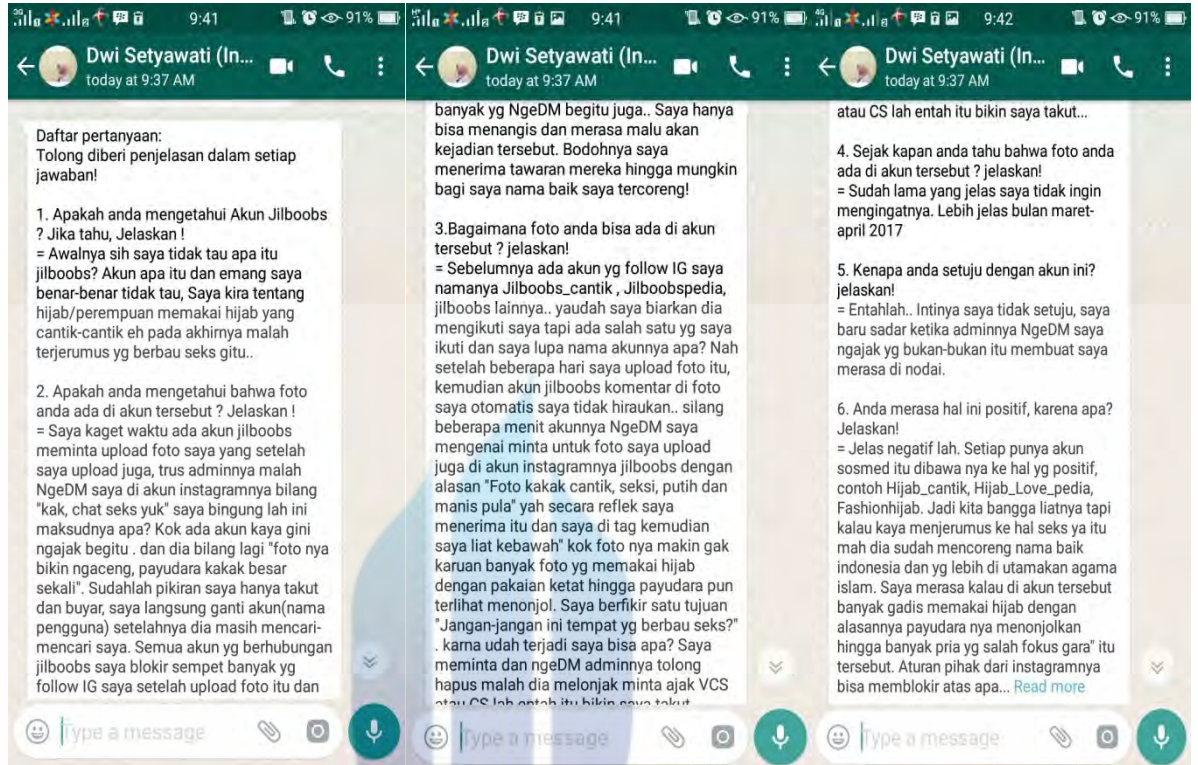 9:41
91%
Dwi Setyawati (In...
today at 9:37 AM
Daftar pertanyaan:
Tolong diberi penjelasan dalam setiap
jawaban!
1. Apakah anda mengetahui Akun Jilboobs
? Jika tahu, Jelaskan !
= Awalnya sih saya tidak tau apa itu
jilboobs? Akun apa itu dan emang saya
benar-benar tidak tau, Saya kira tentang
hijab/perempuan memakai hijab yang
cantik-cantik eh pada akhirnya malah
terjerumus yg berbau seks gitu..
2. Apakah anda mengetahui bahwa foto
anda ada di akun tersebut ? Jelaskan !
= Saya kaget waktu ada akun jilboobs
meminta upload foto saya yang setelah
saya upload juga, trus adminnya malah
NgeDM saya di akun instagramnya bilang
"kak, chat seks yuk" saya bingung lah ini
maksudnya apa? Kok ada akun kaya gini
ngajak begitu . dan dia bilang lagi "foto nya
bikin ngaceng, payudara kakak besar
sekali". Sudahlah pikiran saya hanya takut
dan buyar, saya langsung ganti akun(nama
pengguna) setelahnya dia masih mencari-
mencari saya. Semua akun yg berhubungan
jilboobs saya blokir sempet banyak yg
follow IG saya setelah upload foto itu dan
Type a message
9:41
91%
Dwi Setyawati (In...
today at 9:37 AM
banyak yg NgeDM begitu juga.. Saya hanya
bisa menangis dan merasa malu akan
kejadian tersebut. Bodohnya saya
menerima tawaran mereka hingga mungkin
bagi saya nama baik saya tercoreng!
3.Bagaimana foto anda bisa ada di akun
tersebut ? jelaskan!
= Sebelumnya ada akun yg follow IG saya
namanya Jilboobs_cantik , Jilboobspedia,
jilboobs lainnya.. yaudah saya biarkan dia
mengikuti saya tapi ada salah satu yg saya
ikuti dan saya lupa nama akunnya apa? Nah
setelah beberapa hari saya upload foto itu,
kemudian akun jilboobs komentar di foto
saya otomatis saya tidak hiraukan.. silang
beberapa menit akunnya NgeDM saya
mengenai minta untuk foto saya upload
juga di akun instagramnya jilboobs dengan
alasan "Foto kakak cantik, seksi, putih dan
manis pula" yah secara reflek saya
menerima itu dan saya di tag kemudian
saya liat kebawah" kok foto nya makin gak
karuan banyak foto yg memakai hijab
dengan pakaian ketat hingga payudara pun
terlihat menonjol. Saya berfikir satu tujuan
"Jangan-jangan ini tempat yg berbau seks?"
. karna udah terjadi saya bisa apa? Saya
meminta dan ngeDM adminnya tolong
hapus malah dia melonjak minta ajak VCS
atau CS lah entah itu bikin saya takut
Type a message
9:42
91%
Dwi Setyawati (In...
today at 9:37 AM
atau CS lah entah itu bikin saya takut...
4. Sejak kapan anda tahu bahwa foto anda
ada di akun tersebut ? jelaskan!
= Sudah lama yang jelas saya tidak ingin
mengingatnya. Lebih jelas bulan maret-
april 2017
5. Kenapa anda setuju dengan akun ini?
jelaskan!
= Entahlah.. Intinya saya tidak setuju, saya
baru sadar ketika adminnya NgeDM saya
ngajak yg bukan-bukan itu membuat saya
merasa di nodai.
6. Anda merasa hal ini positif, karena apa?
Jelaskan!
= Jelas negatif lah. Setiap punya akun
sosmed itu dibawa nya ke hal yg positif,
contoh Hijab_cantik, Hijab_Love_pedia,
Fashionhijab. Jadi kita bangga liatnya tapi
kalau kaya menjerumus ke hal seks ya itu
mah dia sudah mencoreng nama baik
indonesia dan yg lebih di utamakan agama
islam. Saya merasa kalau di akun tersebut
banyak gadis memakai hijab dengan
alasannya payudara nya menonjolkan
hingga banyak pria yg salah fokus gara" itu
tersebut. Aturan pihak dari instagramnya
bisa memblokir atas apa... Read more
Type a message